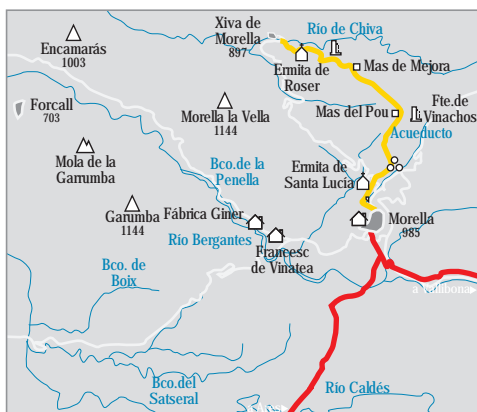 Xiva de
Morella
897
Río de Chiva
Encamarás
1003
Ermita de
Roser
Mas de Mejora
Forcall
703
Morella la Vella
1144
Mas del Pou
Fte.de
Vinachos
Acueducto
Mola de la
Garrumba
Bco.de la
Penella
Ermita de
Santa Lucía
Garumba
1144
Fábrica Giner
Morella
985
Río Bergantes
Francesc
de Vinatea
Bco. de
Boix
a Vallibona
Bco.del
Satseral
Río Caldés